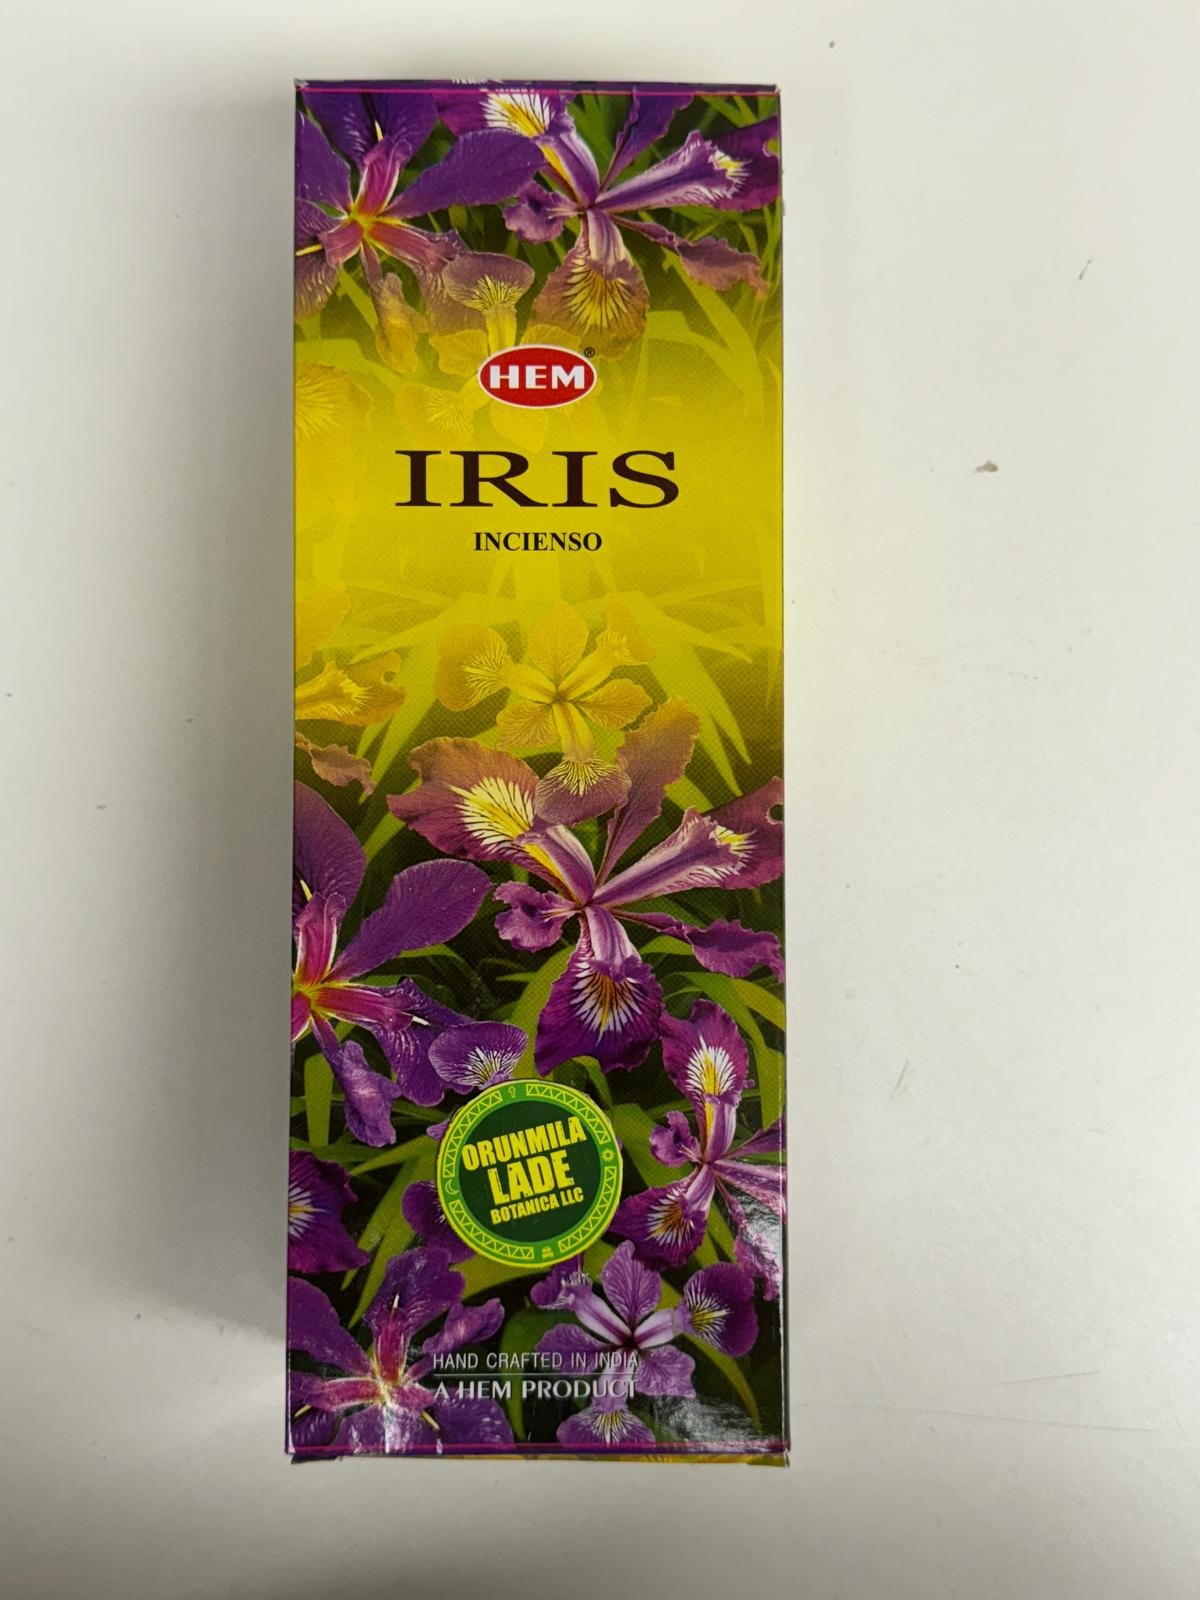 HEM®
IRIS
INCIENSO
ORUNMILA
LADE
BOTANICA LLC
HAND CRAFTED IN INDIA
A HEM PRODUCT